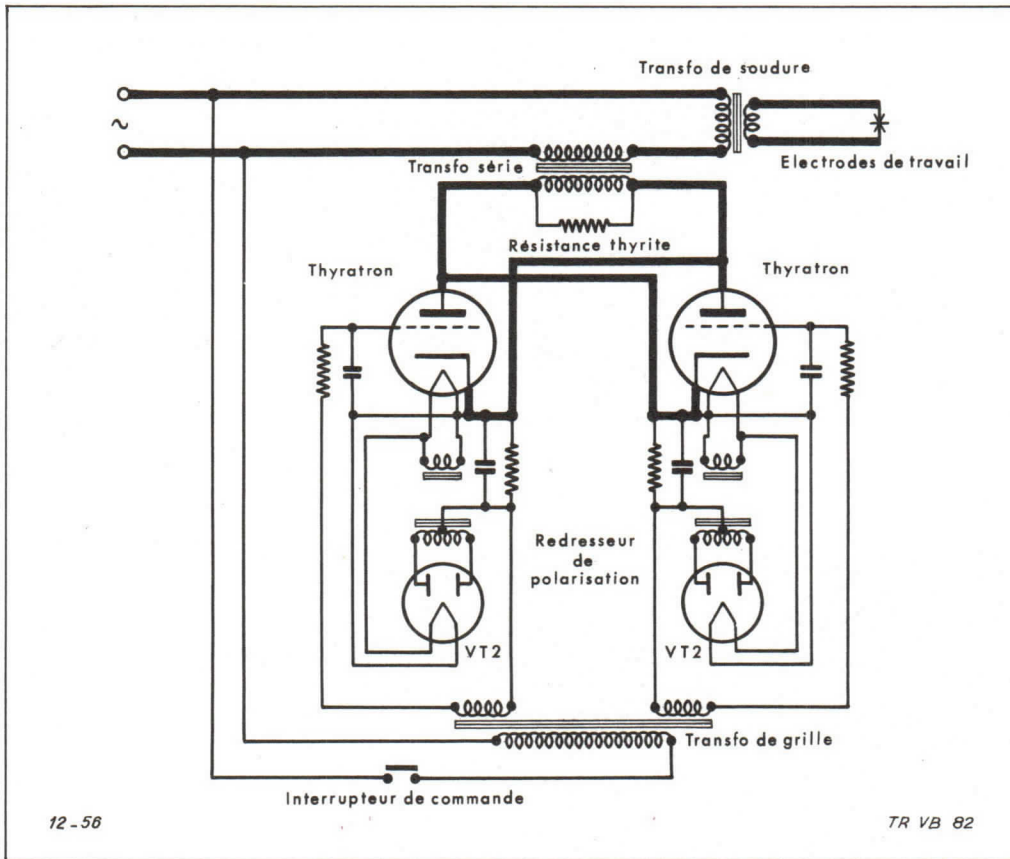 Transfo de soudure
~
Transfo série
Electrodes de travail
Résistance thyrite
Thyratron
Thyratron
Redresseur
de
polarisation
VT2
VT2
Transfo de grille
Interrupteur de commande
12-56
TR VB 82